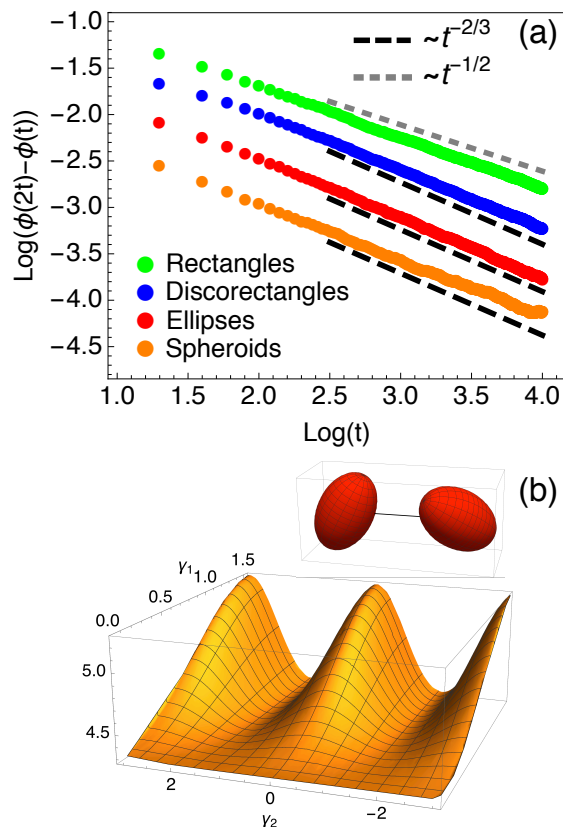 (a)
~t^{-2/3}
~t^{-1/2}
Log(ϕ(2t)−ϕ(t))
−1.0
−1.5
−2.0
−2.5
−3.0
−3.5
−4.0
−4.5
Rectangles
Discorectangles
Ellipses
Spheroids
1.0 1.5 2.0 2.5 3.0 3.5 4.0
Log(t)
(b)
γ₁
0.0 0.5 1.0 1.5
5.0
4.5
2 0 −2
γ₂